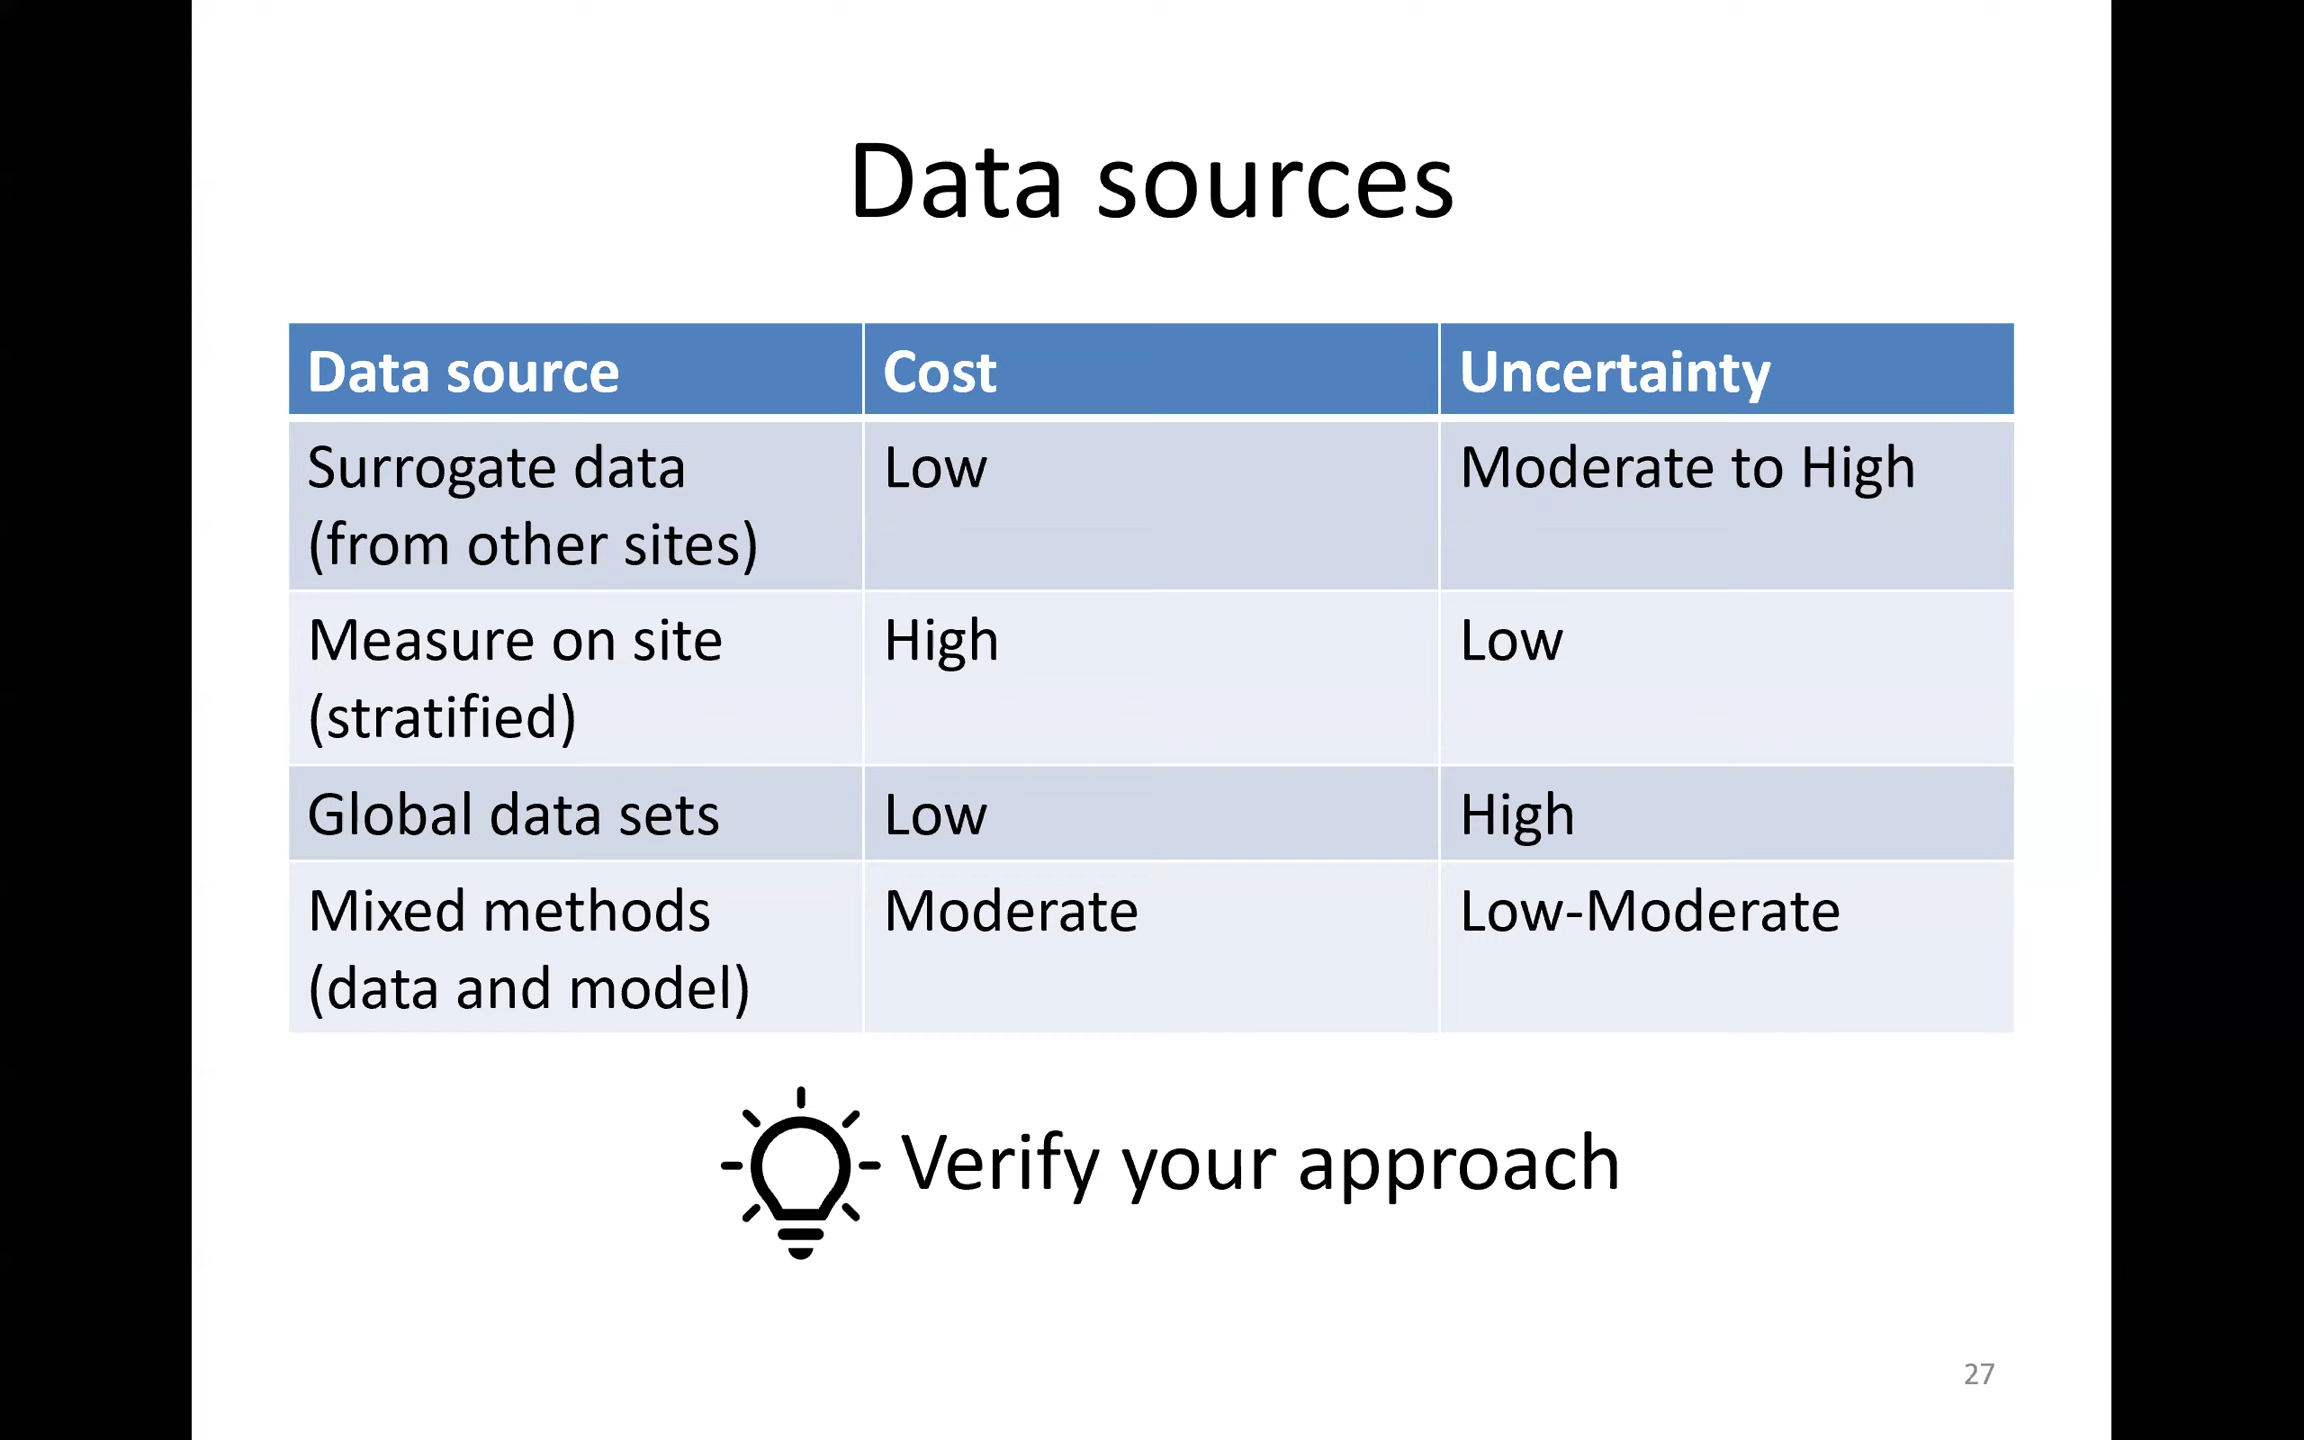 Data sources
Data source Cost Uncertainty
Surrogate data Low Moderate to High
(from other sites)
Measure on site High Low
(stratified)
Global data sets Low High
Mixed methods Moderate Low-Moderate
(data and model)
Verify your approach
27